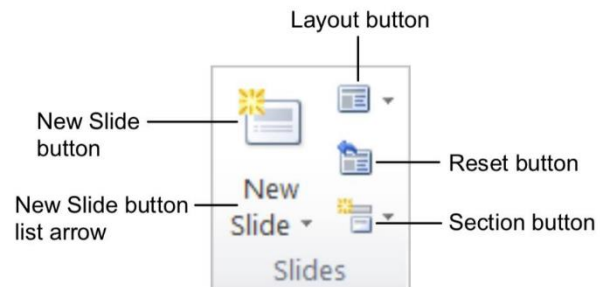 Layout button
New Slide
button
New Slide button
list arrow
New
Slide
Reset button
Section button
Slides